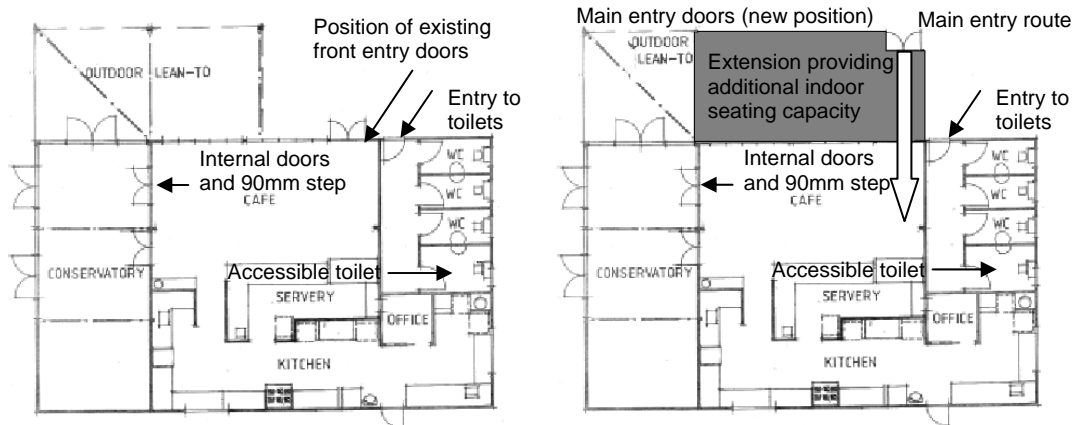 Position of existing
front entry doors
OUTDOOR LEAN-TO
Entry to
toilets
WC
Internal doors
and 90mm step
WC
CAFE
WC
CONSERVATORY
Accessible toilet
SERVERY
OFFICE
KITCHEN
Main entry doors (new position)
Main entry route
OUTDOOR
LEAN-TO
Extension providing
additional indoor
seating capacity
Entry to
toilets
WC
Internal doors
and 90mm step
WC
CAFE
WC
CONSERVATORY
Accessible toilet
SERVERY
OFFICE
KITCHEN